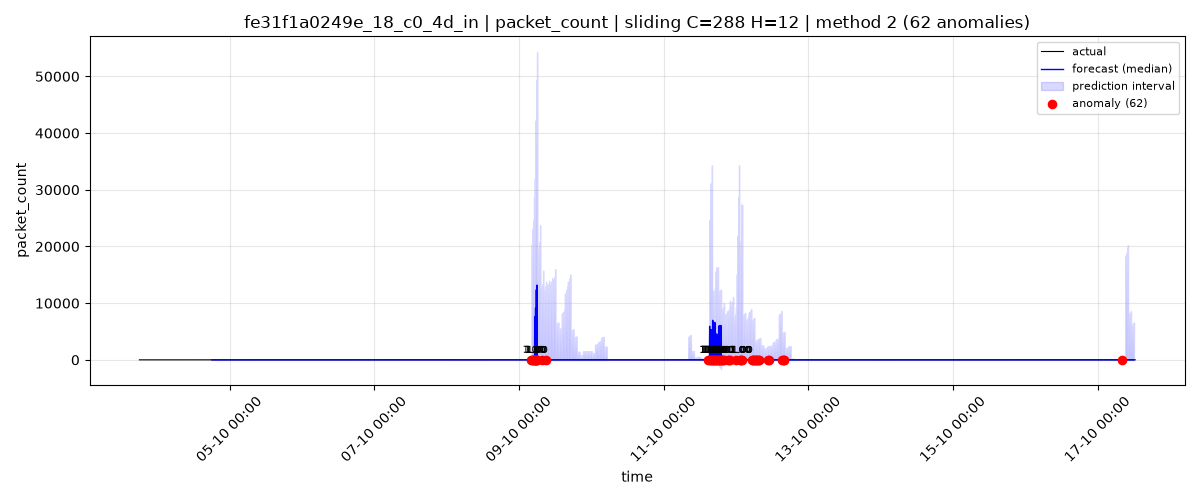 fe31f1a0249e_18_c0_4d_in | packet_count | sliding C=288 H=12 | method 2 (62 anomalies)
actual
forecast (median)
prediction interval
anomaly (62)
packet_count
50000
40000
30000
20000
10000
0
05-10 00:00
07-10 00:00
09-10 00:00
11-10 00:00
13-10 00:00
15-10 00:00
17-10 00:00
time